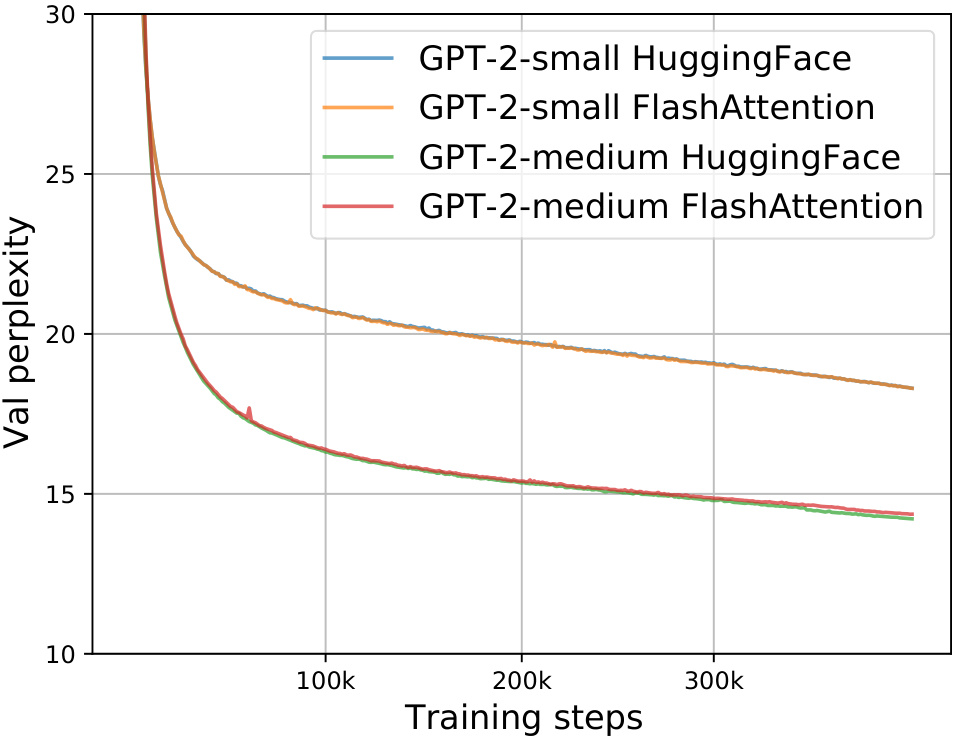 30
25
20
15
10
Val perplexity
GPT-2-small HuggingFace
GPT-2-small FlashAttention
GPT-2-medium HuggingFace
GPT-2-medium FlashAttention
100k 200k 300k
Training steps